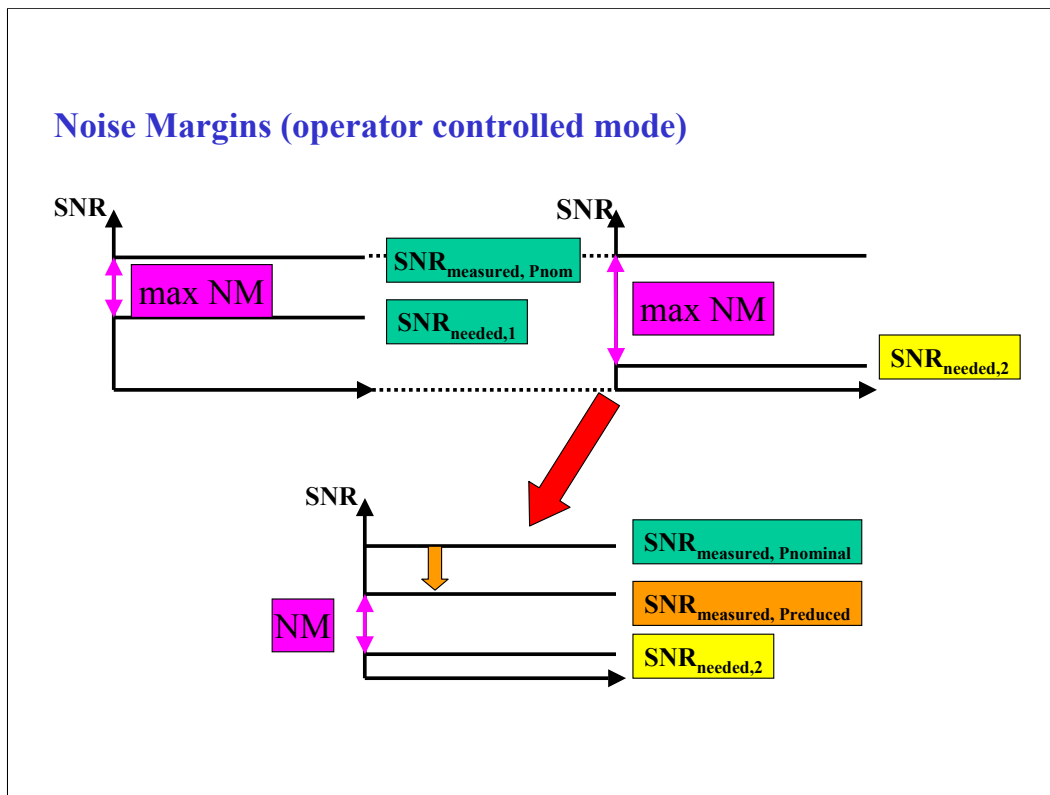 Noise Margins (operator controlled mode)
SNR
SNR
SNRmeasured, Pnom
max NM
max NM
SNRneeded,1
SNRneeded,2
SNR
SNRmeasured, Pnominal
SNRmeasured, Preduced
NM
SNRneeded,2